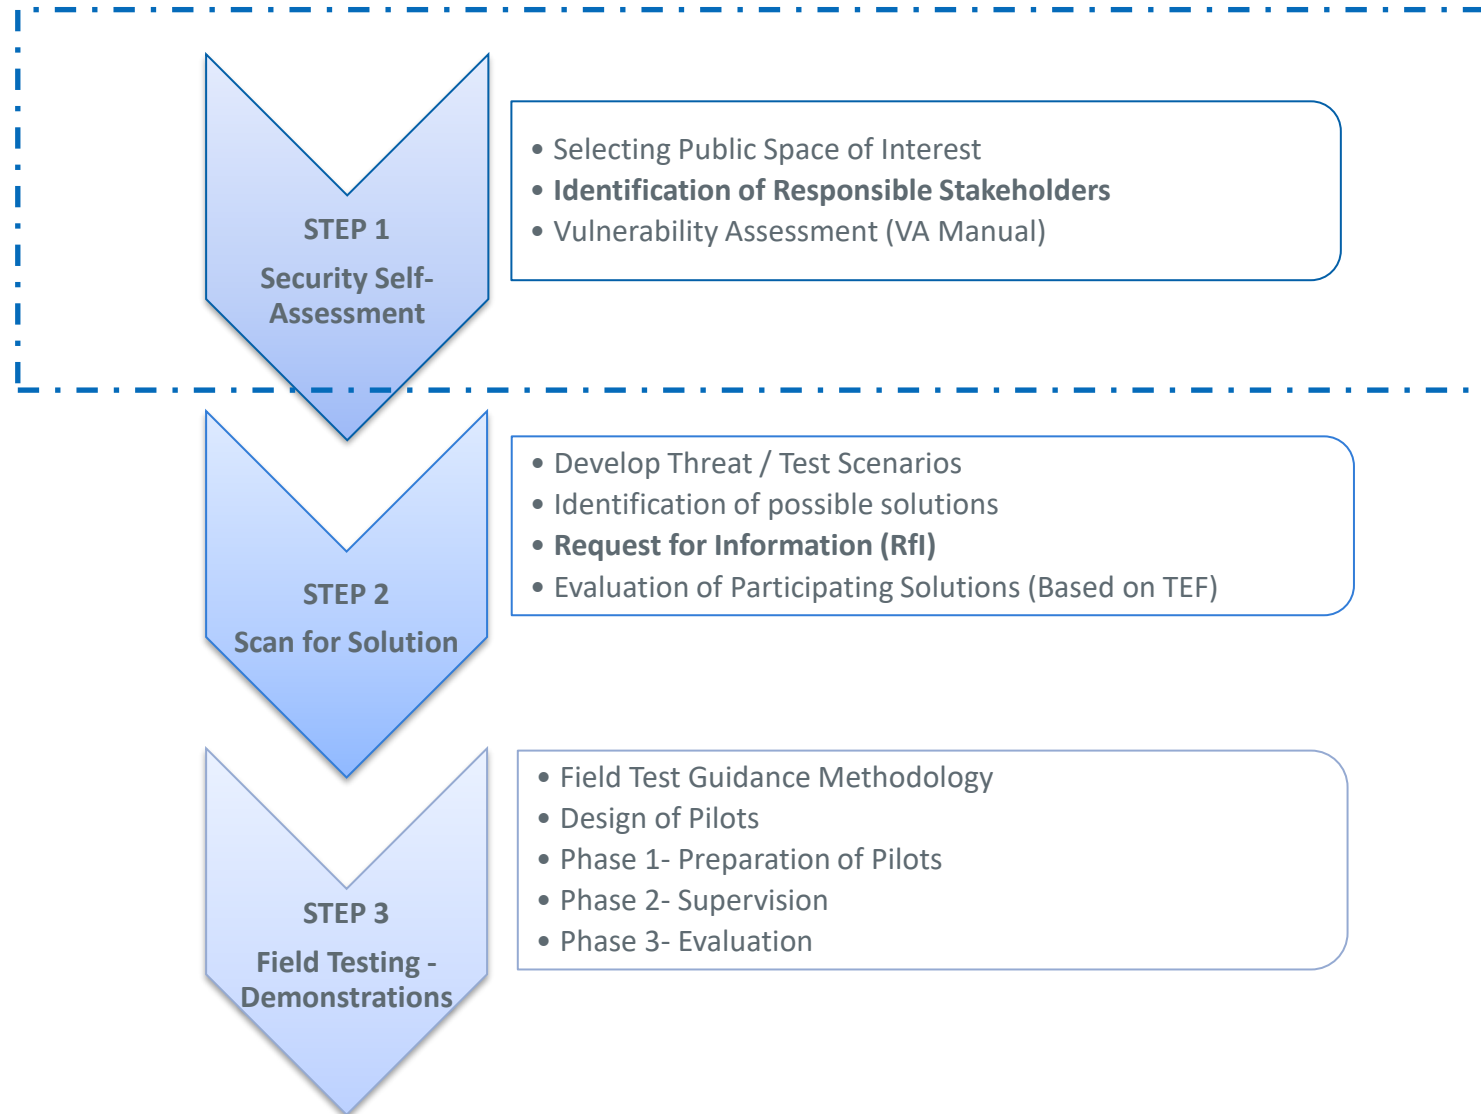 STEP 1
Security Self-
Assessment
• Selecting Public Space of Interest
• Identification of Responsible Stakeholders
• Vulnerability Assessment (VA Manual)
STEP 2
Scan for Solution
• Develop Threat / Test Scenarios
• Identification of possible solutions
• Request for Information (RfI)
• Evaluation of Participating Solutions (Based on TEF)
STEP 3
Field Testing -
Demonstrations
• Field Test Guidance Methodology
• Design of Pilots
• Phase 1- Preparation of Pilots
• Phase 2- Supervision
• Phase 3- Evaluation